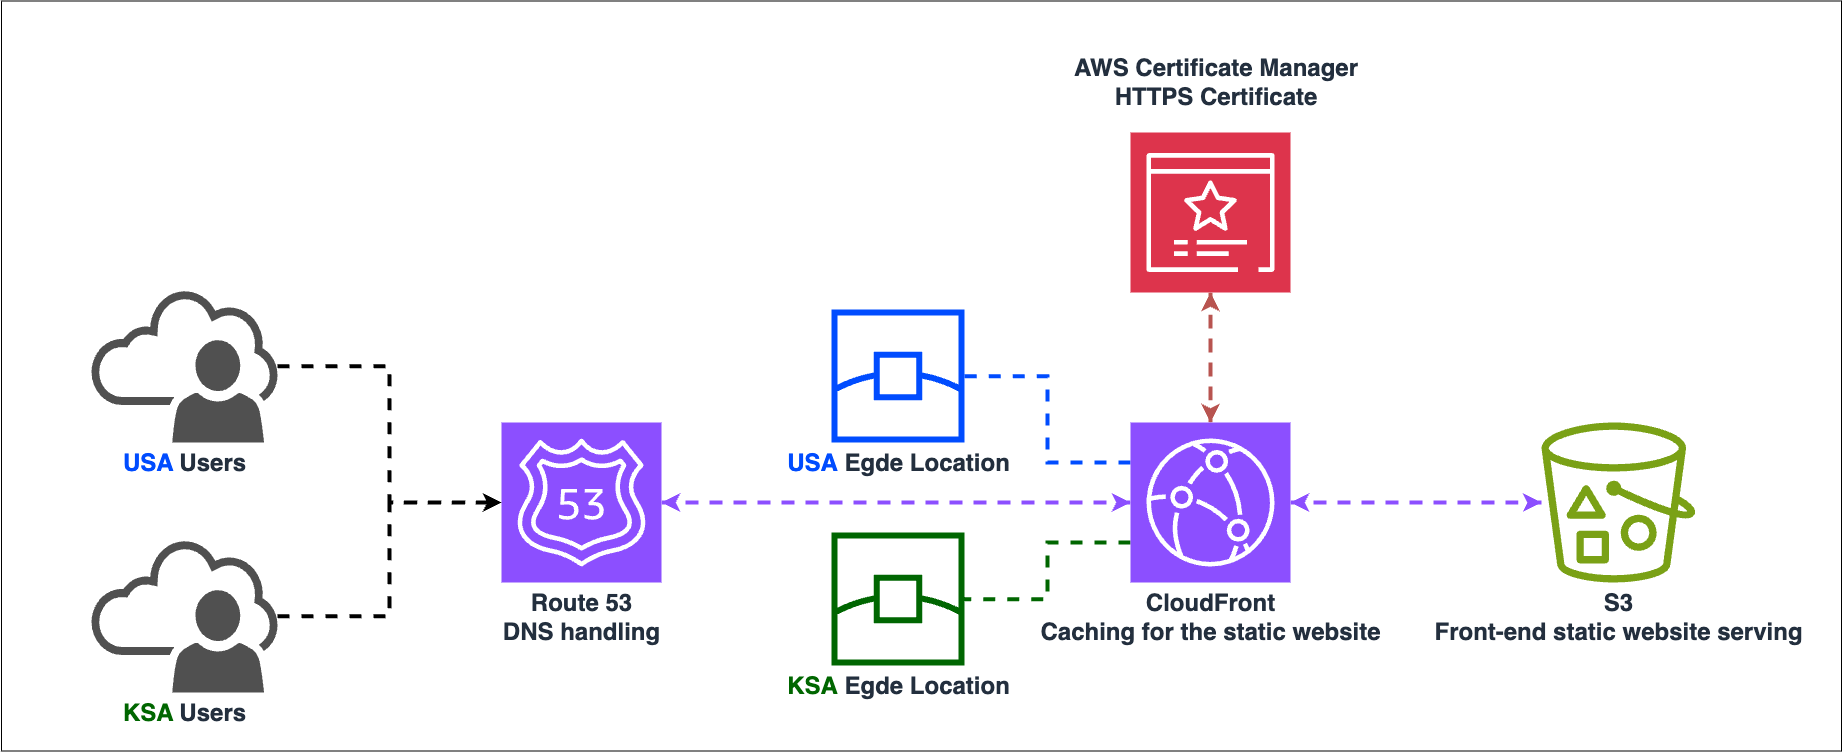 AWS Certificate Manager
HTTPS Certificate
USA Users
USA Egde Location
53
Route 53
DNS handling
CloudFront
Caching for the static website
S3
Front-end static website serving
KSA Egde Location
KSA Users